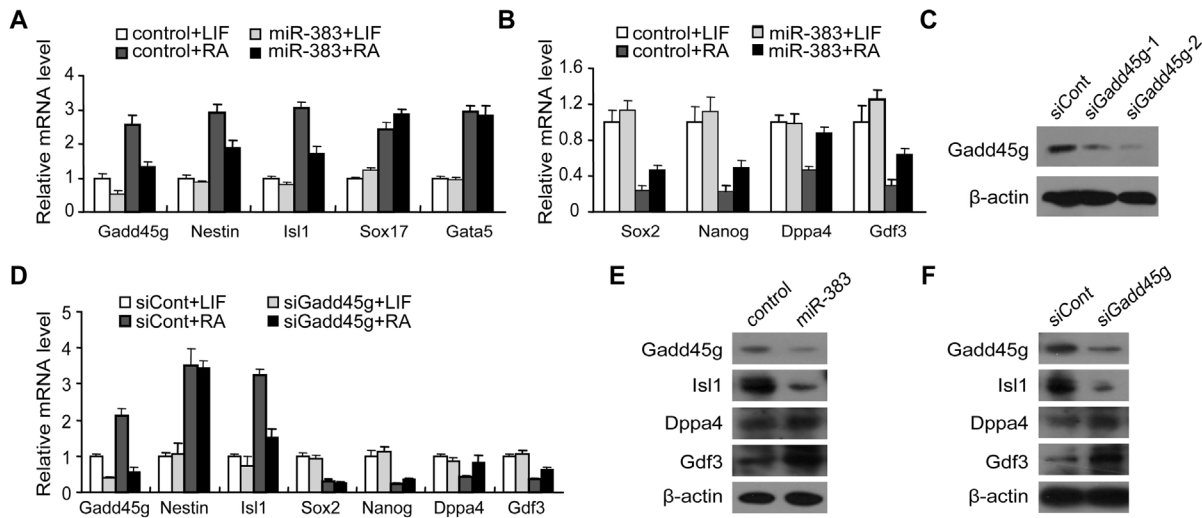 A
control+LIF
miR-383+LIF
control+RA
miR-383+RA
Relative mRNA level
4
3
2
1
0
Gadd45g Nestin Isl1 Sox17 Gata5
B
control+LIF
miR-383+LIF
control+RA
miR-383+RA
Relative mRNA level
1.6
1.2
0.8
0.4
0
Sox2 Nanog Dppa4 Gdf3
C
siCont siGadd45g-1 siGadd45g-2
Gadd45g
β-actin
D
siCont+LIF
siGadd45g+LIF
siCont+RA
siGadd45g+RA
Relative mRNA level
5
4
3
2
1
0
Gadd45g Nestin Isl1 Sox2 Nanog Dppa4 Gdf3
E
control miR-383
Gadd45g
Isl1
Dppa4
Gdf3
β-actin
F
siCont siGadd45g
Gadd45g
Isl1
Dppa4
Gdf3
β-actin